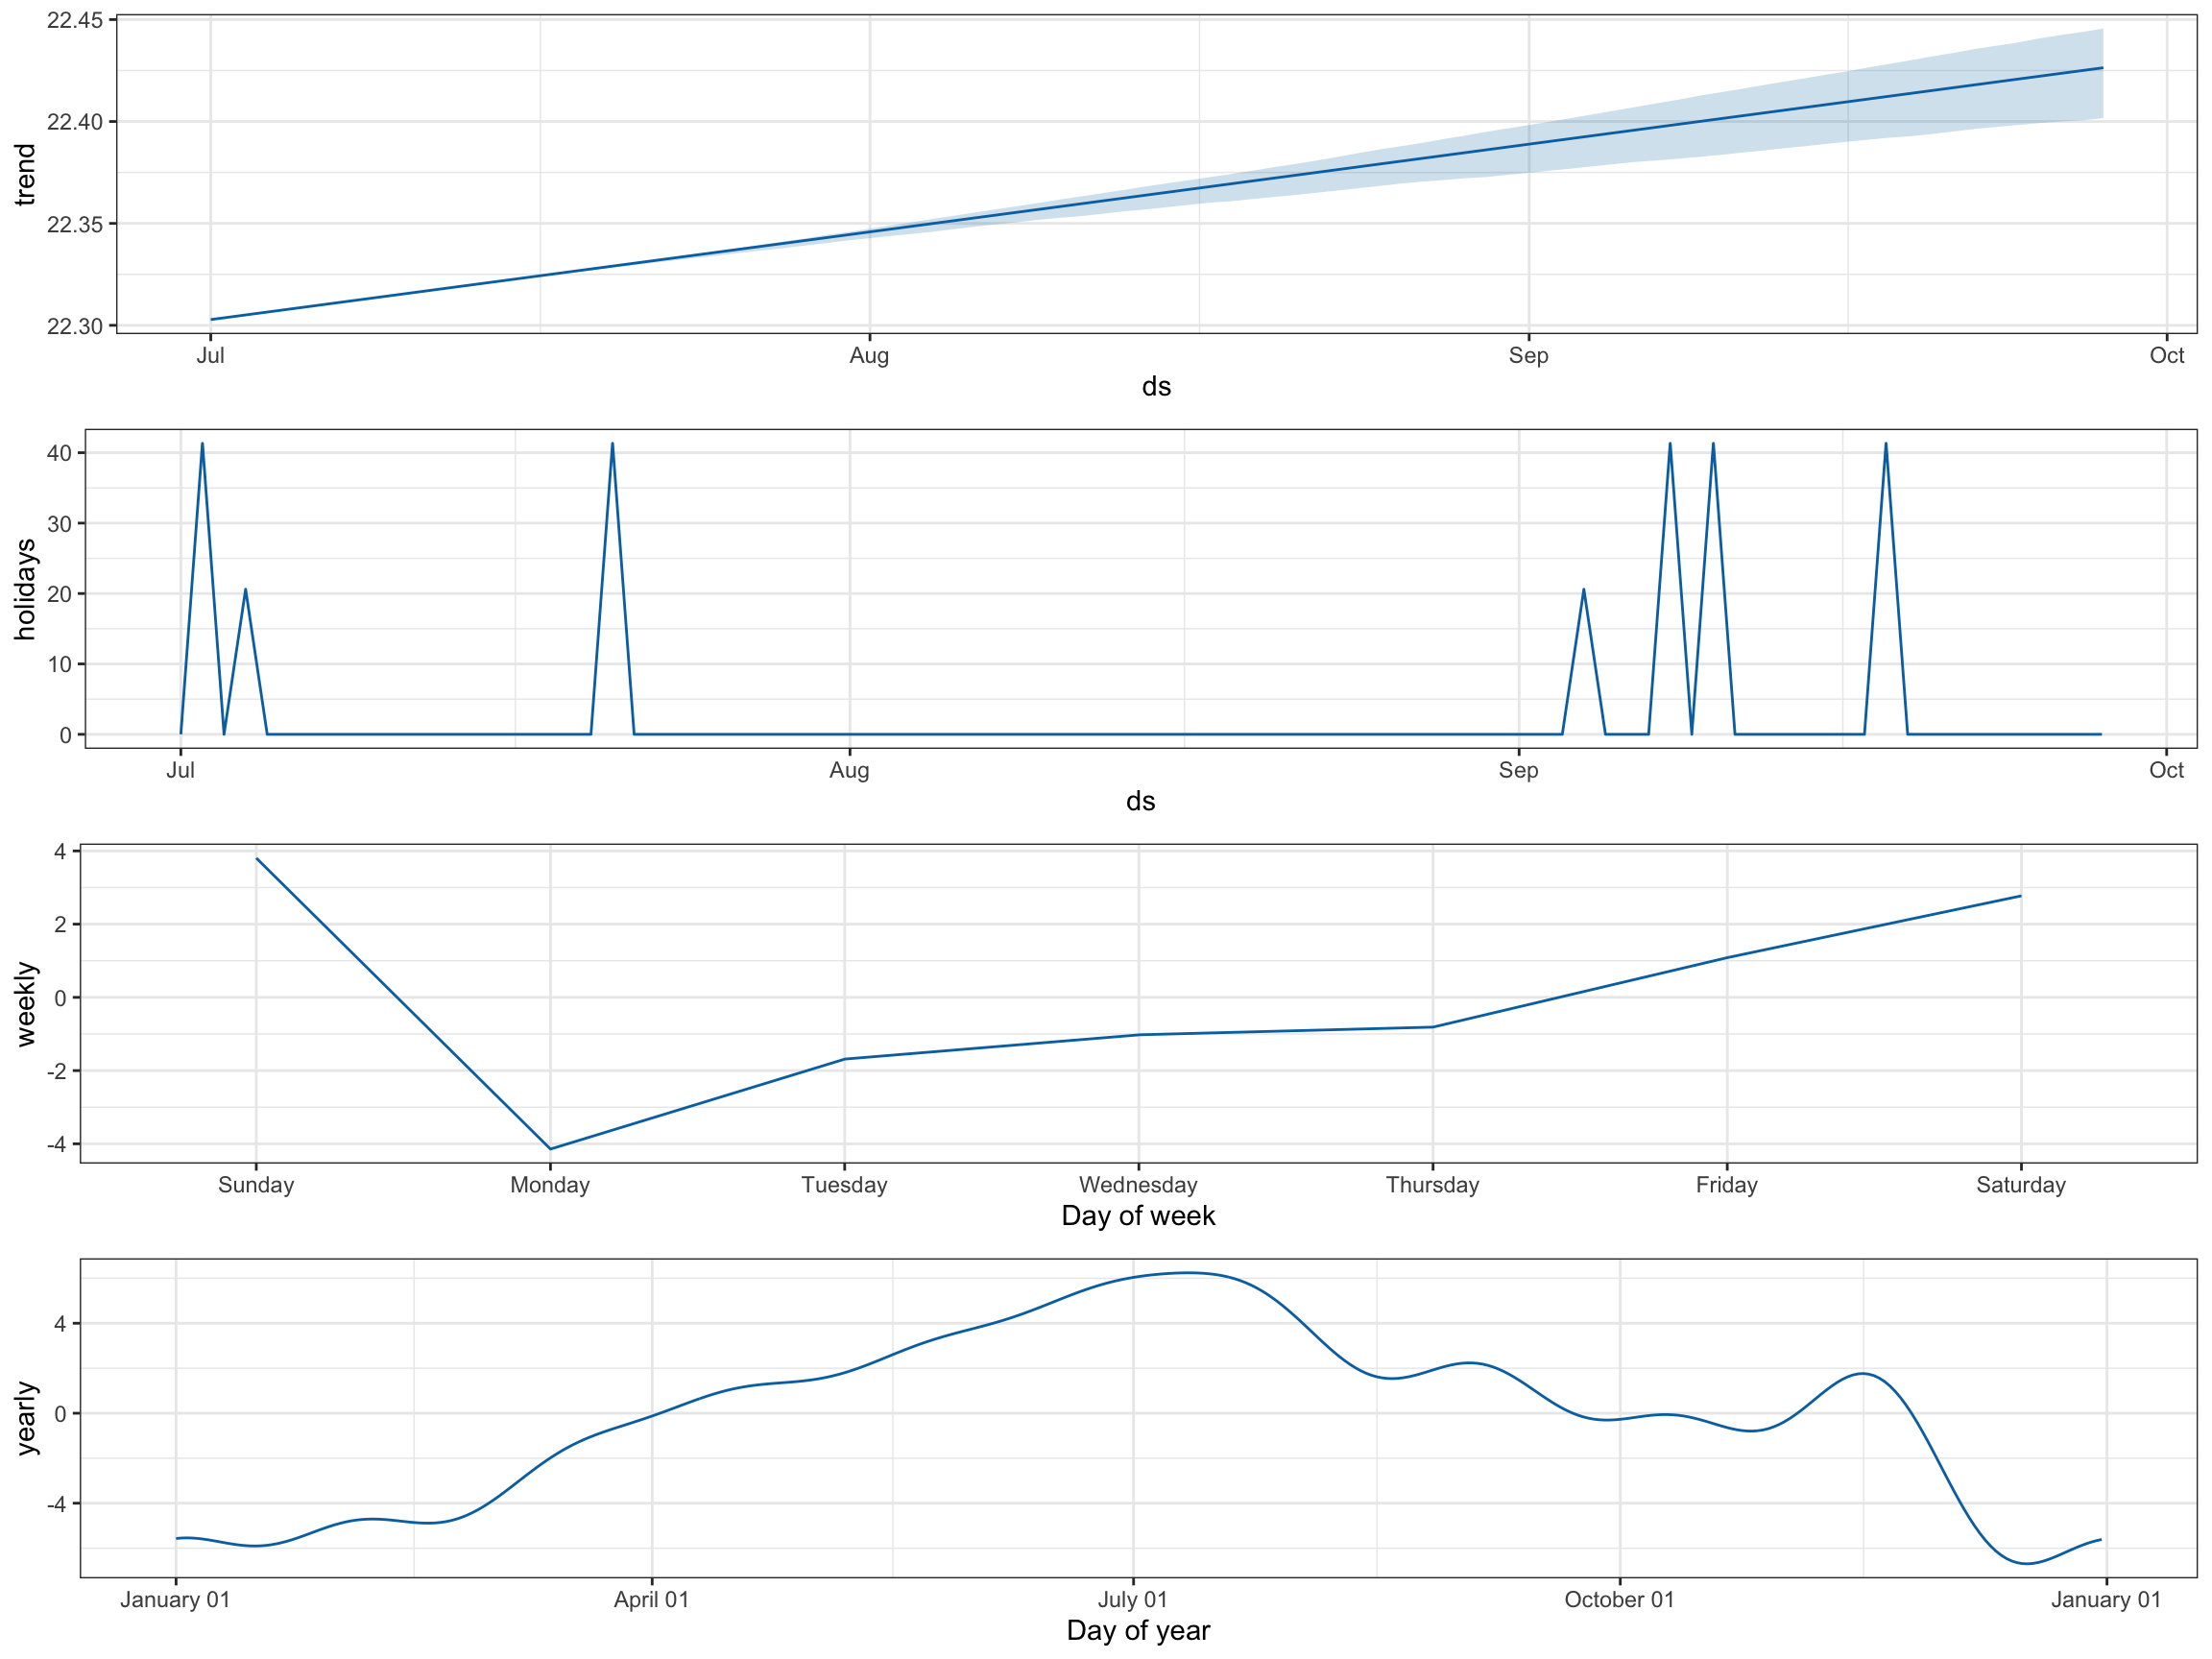 22.45
22.40
22.35
22.30
trend
Jul Aug Sep Oct
ds
40
30
20
10
0
holidays
Jul Aug Sep Oct
ds
4
2
0
-2
-4
weekly
Sunday Monday Tuesday Wednesday Thursday Friday Saturday
Day of week
4
0
-4
yearly
January 01 April 01 July 01 October 01 January 01
Day of year